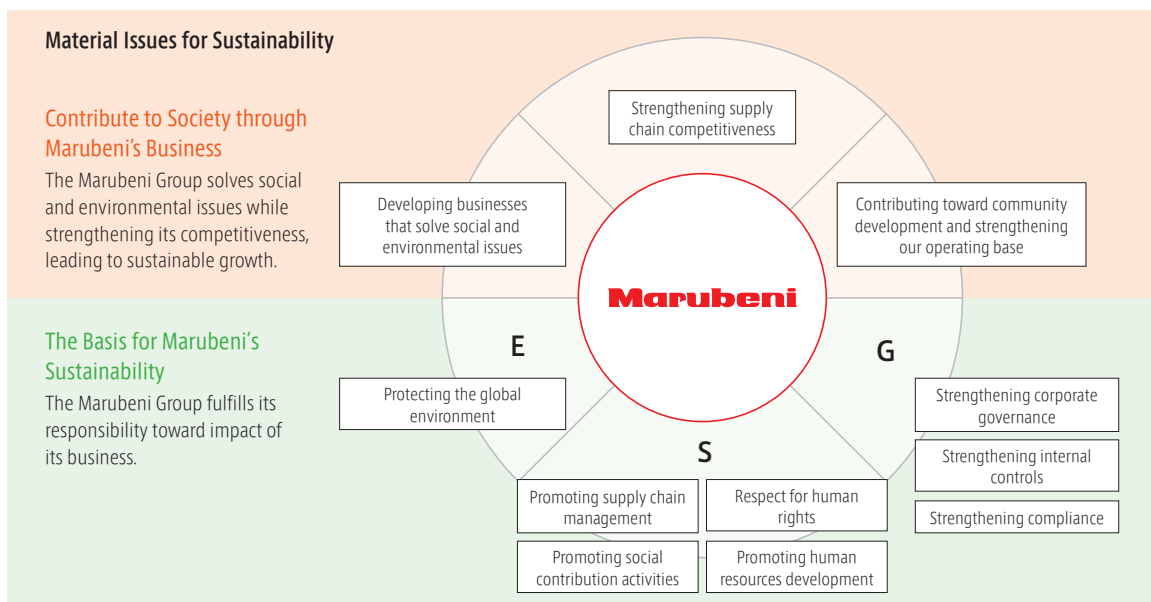 Material Issues for Sustainability
Contribute to Society through
Marubeni's Business
The Marubeni Group solves social
and environmental issues while
strengthening its competitiveness,
leading to sustainable growth.
Strengthening supply
chain competitiveness
Developing businesses
that solve social and
environmental issues
Contributing toward community
development and strengthening
our operating base
Marubeni
The Basis for Marubeni's
Sustainability
The Marubeni Group fulfills its
responsibility toward impact of
its business.
E
Protecting the global
environment
S
Promoting supply chain
management
Respect for human
rights
Promoting social
contribution activities
Promoting human
resources development
G
Strengthening corporate
governance
Strengthening internal
controls
Strengthening compliance